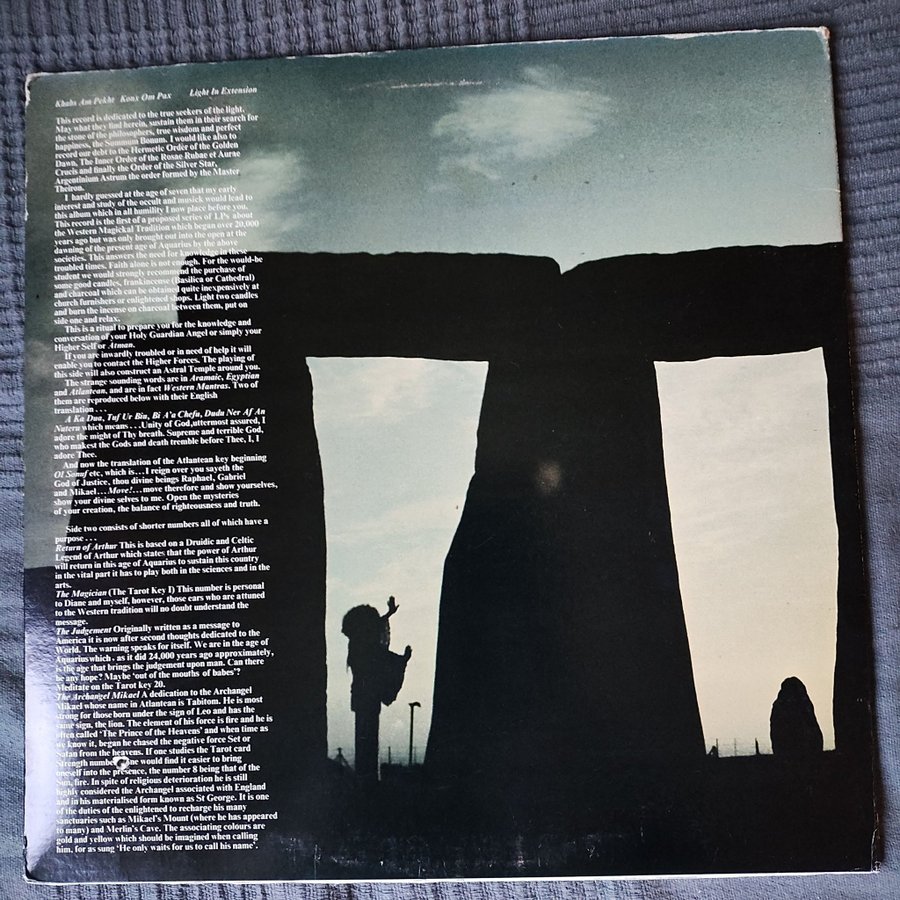 Khabs Am Pekht Konx Om Pax Light In Extension
This record is dedicated to the true seekers of the light.
May what they find herein, sustain them in their search for
the stone of the philosophers, true wisdom and perfect
happiness, the Summum Bonum. I would like also to
record our debt to the Hermetic Order of the Golden
Dawn, The Inner Order of the Rosae Rubae et Aurae
Crucis and finally the Order of the Silver Star,
Argentinium Astrum the order formed by the Master
Theiron.
I hardly guessed at the age of seven that my early
interest and study of the occult and musick would lead to
this album which in all humility I now place before you.
This record is the first of a proposed series of LPs about
the Western Magickal Tradition which began over 20,000
years ago but was only brought out into the open at the
dawning of the present age of Aquarius by the above
societies. This answers the need for knowledge in these
troubled times. Faith alone is not enough. For the would-be
student we would strongly recommend the purchase of
some good candles, frankincense (Basilica or Cathedral)
and charcoal which can be obtained quite inexpensively at
church furnishers or enlightened shops. Light two candles
and burn the incense on charcoal between them, put on
side one and relax.
This is a ritual to prepare you for the knowledge and
conversation of your Holy Guardian Angel or simply your
Higher Self or Atman.
If you are inwardly troubled or in need of help it will
enable you to contact the Higher Forces. The playing of
this side will also construct an Astral Temple around you.
The strange sounding words are in Aramaic, Egyptian
and Atlantean, and are in fact Western Mantras. Two of
them are reproduced below with their English
translation . . .
A Ka Dua, Tuf Ur Biu, Bi A'a Chefu, Dudu Ner Af An
Nuteru which means . . . Unity of God,uttermost assured, I
adore the might of Thy breath. Supreme and terrible God,
who makest the Gods and death tremble before Thee, I, I
adore Thee.
And now the translation of the Atlantean key beginning
Ol Sonuf etc, which is . . . I reign over you sayeth the
God of Justice, thou divine beings Raphael, Gabriel
and Mikael . . . Move! . . . move therefore and show yourselves,
show your divine selves to me. Open the mysteries
of your creation, the balance of righteousness and truth.
Side two consists of shorter numbers all of which have a
purpose . . .
Return of Arthur This is based on a Druidic and Celtic
Legend of Arthur which states that the power of Arthur
will return in this age of Aquarius to sustain this country
in the vital part it has to play both in the sciences and in the
arts.
The Magician (The Tarot Key I) This number is personal
to Diane and myself, however, those ears who are attuned
to the Western tradition will no doubt understand the
message.
The Judgement Originally written as a message to
America it is now after second thoughts dedicated to the
World. The warning speaks for itself. We are in the age of
Aquarius which, as it did 24,000 years ago approximately,
is the age that brings the judgement upon man. Can there
be any hope? Maybe 'out of the mouths of babes'?
Meditate on the Tarot key 20.
The Archangel Mikael A dedication to the Archangel
Mikael whose name in Atlantean is Tabitom. He is most
strong for those born under the sign of Leo and has the
same sign, the lion. The element of his force is fire and he is
often called 'The Prince of the Heavens' and when time as
we know it, began he chased the negative force Set or
Satan from the heavens. If one studies the Tarot card
Strength number one would find it easier to bring
oneself into the presence, the number 8 being that of the
Sun, fire. In spite of religious deterioration he is still
highly considered the Archangel associated with England
and in his materialised form known as St George. It is one
of the duties of the enlightened to recharge his many
sanctuaries such as Mikael's Mount (where he has appeared
to many) and Merlin's Cave. The associating colours are
gold and yellow which should be imagined when calling
him, for as sung 'He only waits for us to call his name'.